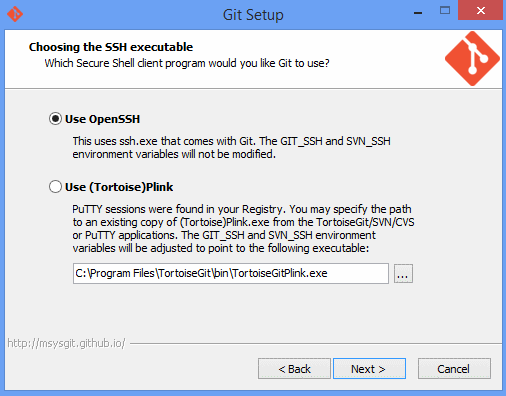 Git Setup
Choosing the SSH executable
Which Secure Shell client program would you like Git to use?
Use OpenSSH
This uses ssh.exe that comes with Git. The GIT_SSH and SVN_SSH
environment variables will not be modified.
Use (Tortoise)Plink
PuTTY sessions were found in your Registry. You may specify the path
to an existing copy of (Tortoise)Plink.exe from the TortoiseGit/SVN/CVS
or PuTTY applications. The GIT_SSH and SVN_SSH environment
variables will be adjusted to point to the following executable:
C:\Program Files\TortoiseGit\bin\TortoiseGitPlink.exe
...
http://msysgit.github.io/
< Back
Next >
Cancel